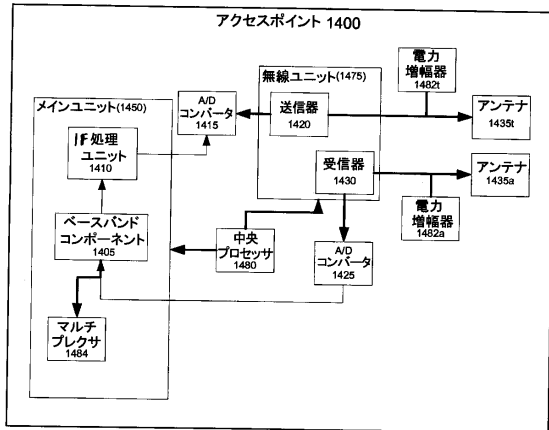 アクセスポイント 1400
メインユニット(1450)
IF処理
ユニット
1410
ベースバンド
コンポーネント
1405
マルチ
プレクサ
1484
A/D
コンバータ
1415
無線ユニット(1475)
送信器
1420
受信器
1430
中央
プロセッサ
1480
A/D
コンバータ
1425
電力
増幅器
1482t
アンテナ
1435t
アンテナ
1435a
電力
増幅器
1482a